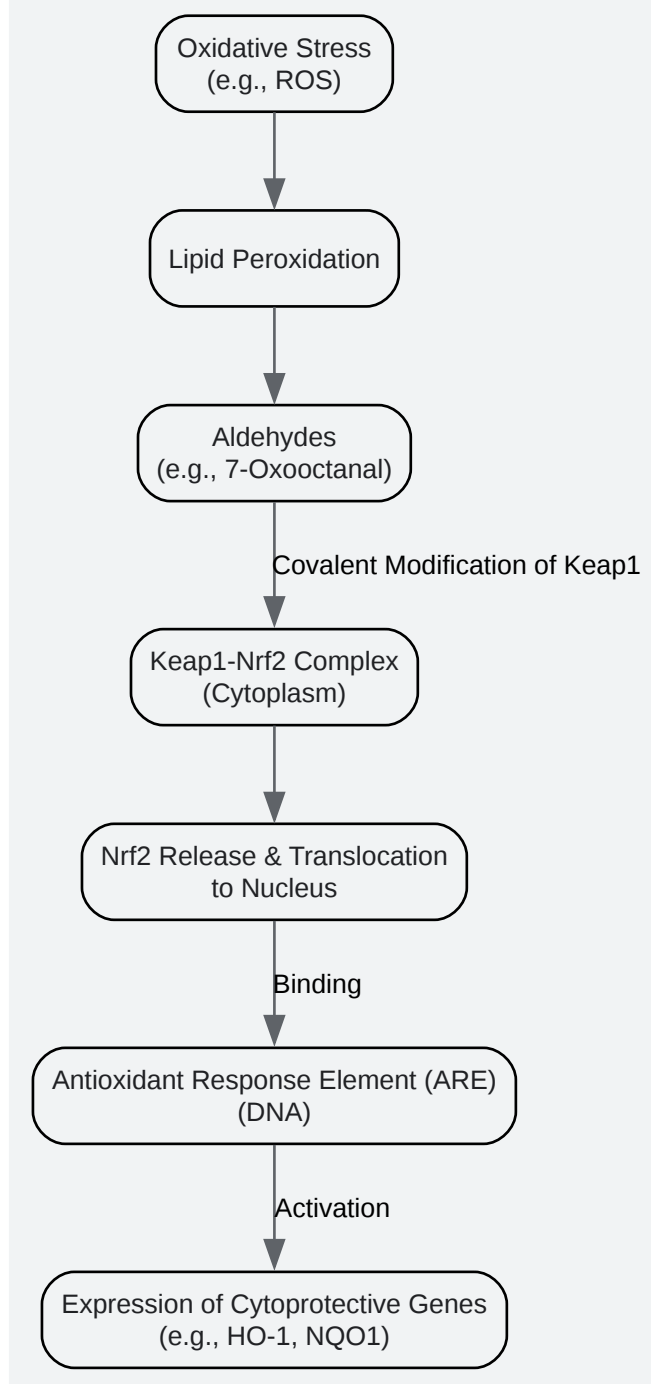 Oxidative Stress
(e.g., ROS)
Lipid Peroxidation
Aldehydes
(e.g., 7-Oxooctanal)
Covalent Modification of Keap1
Keap1-Nrf2 Complex
(Cytoplasm)
Nrf2 Release & Translocation
to Nucleus
Binding
Antioxidant Response Element (ARE)
(DNA)
Activation
Expression of Cytoprotective Genes
(e.g., HO-1, NQO1)